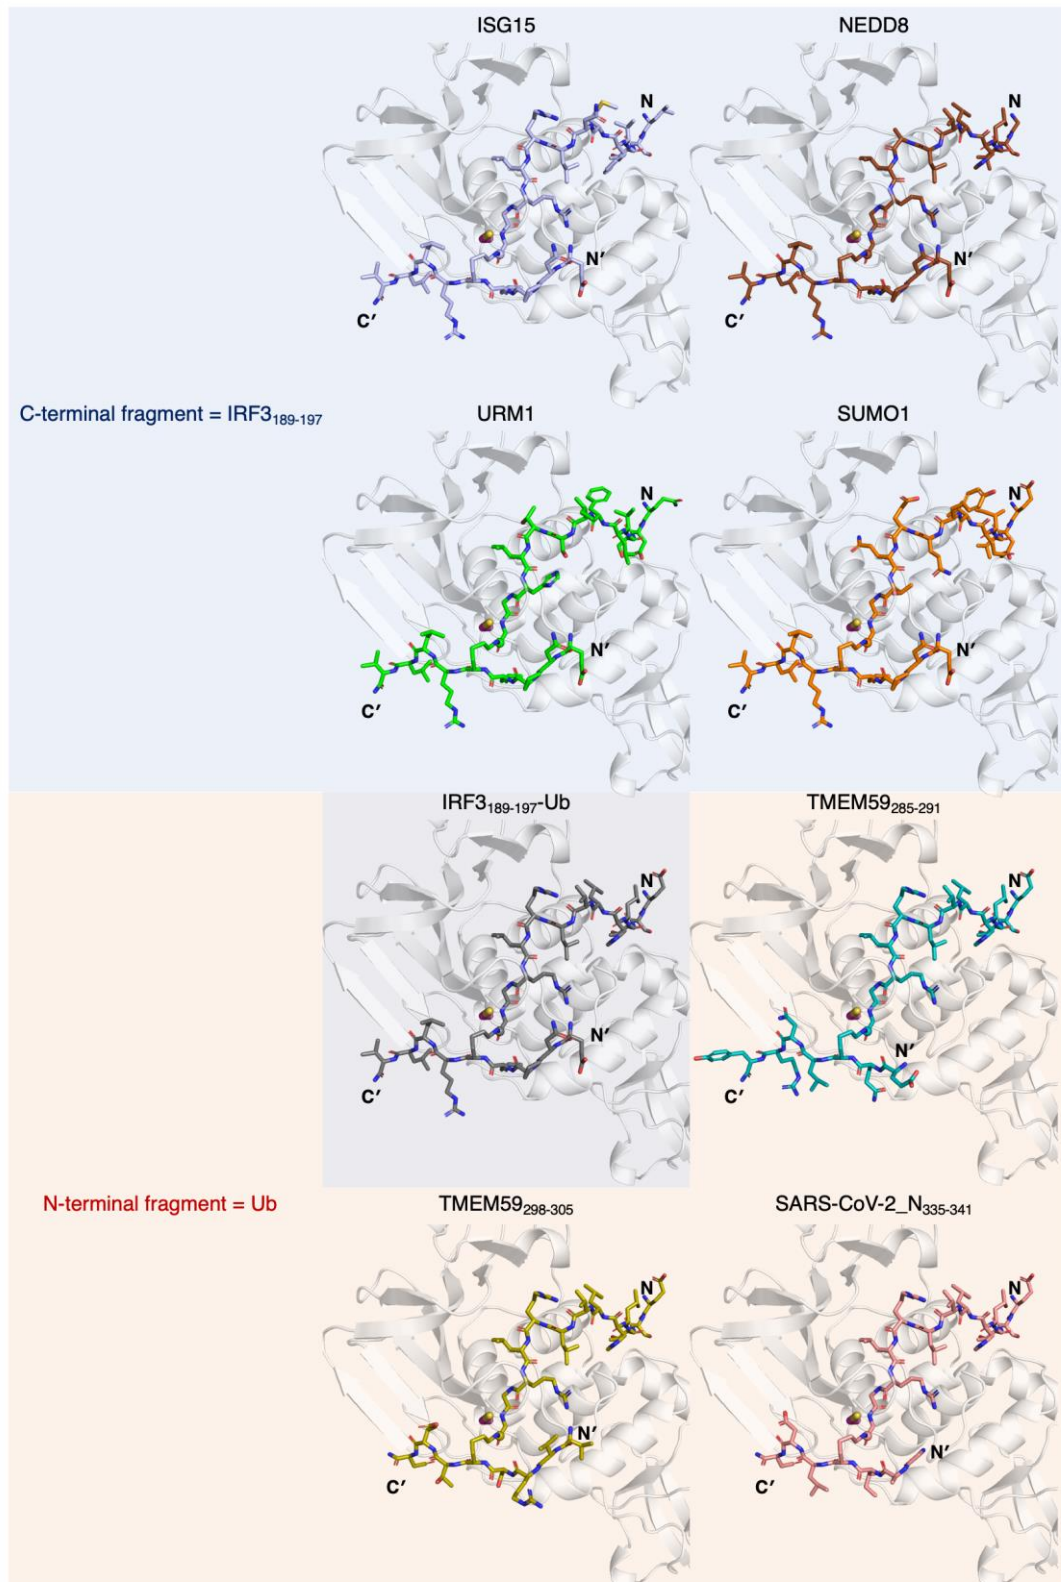 ISG15 NEDD8
N N
N′ N′
C′ C′
C-terminal fragment = IRF3₁₈₉₋₁₉₇ URM1 SUMO1
N N
N′ N′
C′ C′
IRF3₁₈₉₋₁₉₇-Ub TMEM59₂₈₅₋₂₉₁
N N
N′ N′
C′ C′
N-terminal fragment = Ub TMEM59₂₉₈₋₃₀₅ SARS-CoV-2_N₃₃₅₋₃₄₁
N N
N′ N′
C′ C′